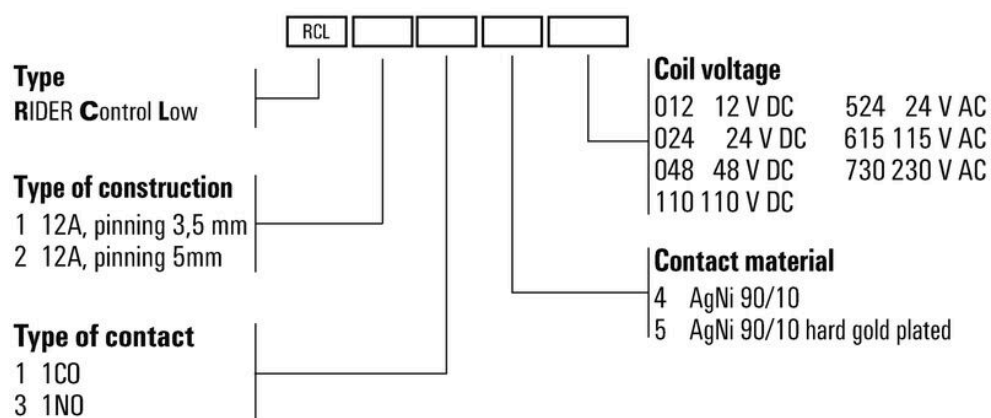 RCL
Type
RIDER Control Low
Type of construction
1 12A, pinning 3,5 mm
2 12A, pinning 5mm
Type of contact
1 1CO
3 1NO
Coil voltage
012 12 V DC 524 24 V AC
024 24 V DC 615 115 V AC
048 48 V DC 730 230 V AC
110 110 V DC
Contact material
4 AgNi 90/10
5 AgNi 90/10 hard gold plated